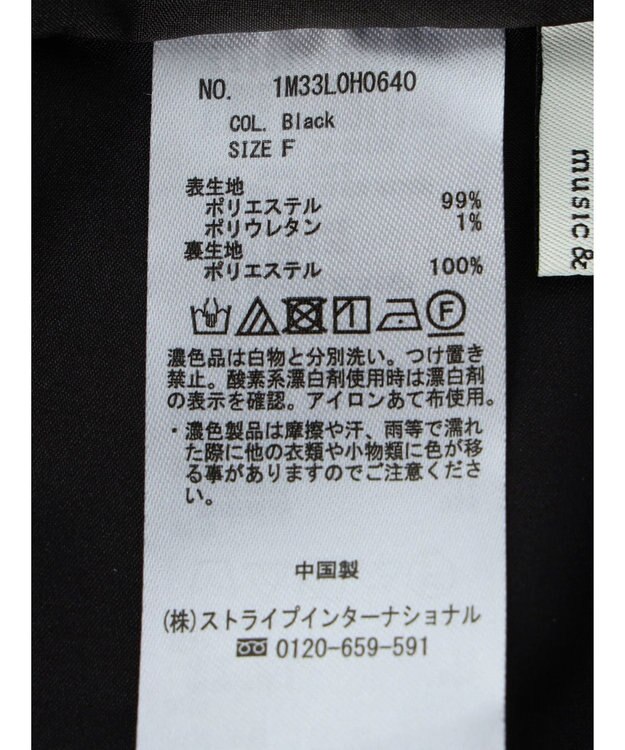 NO. 1M33L0H0640
COL. Black
SIZE F
表生地
ポリエステル 99%
ポリウレタン 1%
裏生地
ポリエステル 100%
F
濃色品は白物と分別洗い。つけ置き
禁止。酸素系漂白剤使用時は漂白剤
の表示を確認。アイロンあて布使用。
・濃色製品は摩擦や汗、雨等で濡れ
た際に他の衣類や小物類に色が移
る事がありますのでご注意くださ
い。
中国製
(株)ストライプインターナショナル
0120-659-591
music &